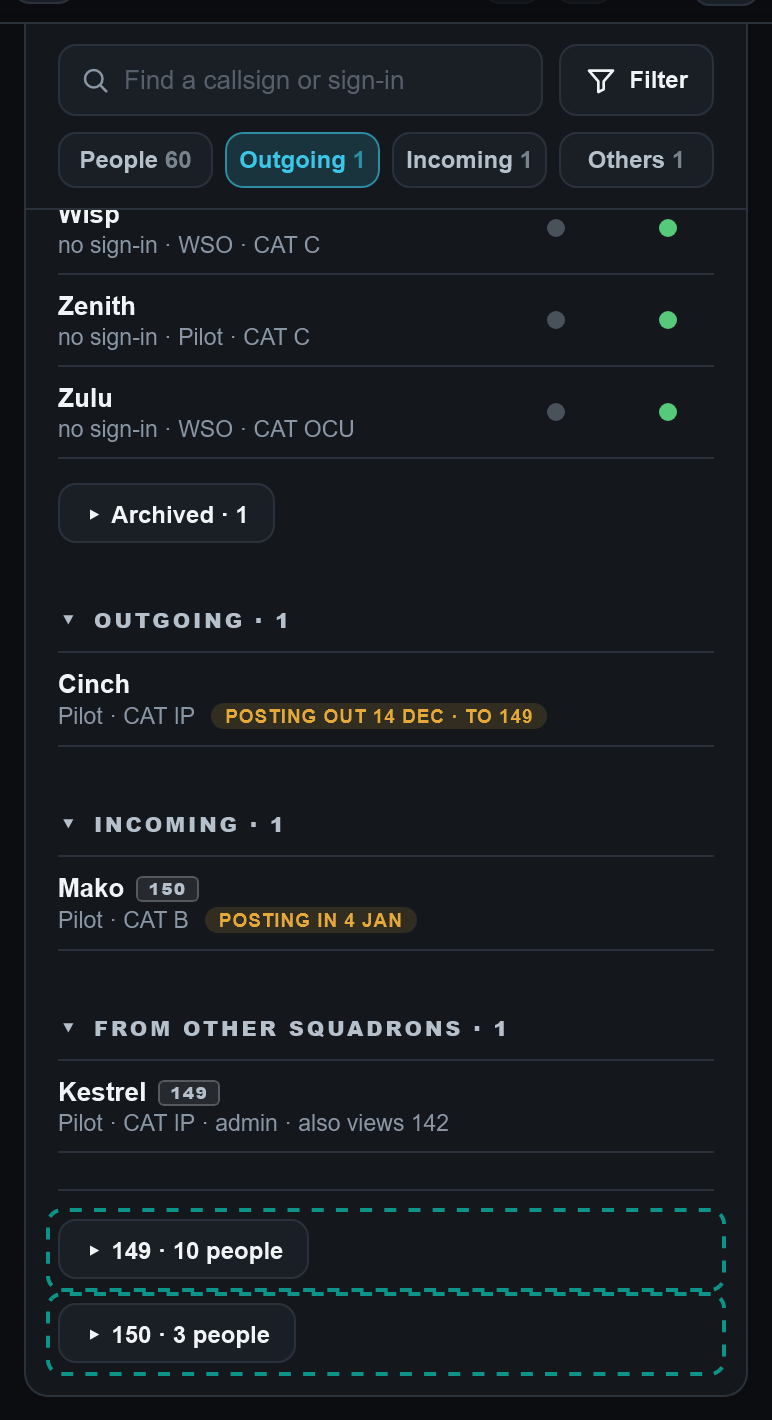 Find a callsign or sign-in
Filter
People 60
Outgoing 1
Incoming 1
Others 1
Wisp
no sign-in · WSO · CAT C
Zenith
no sign-in · Pilot · CAT C
Zulu
no sign-in · WSO · CAT OCU
Archived · 1
OUTGOING · 1
Cinch
Pilot · CAT IP POSTING OUT 14 DEC · TO 149
INCOMING · 1
Mako 150
Pilot · CAT B POSTING IN 4 JAN
FROM OTHER SQUADRONS · 1
Kestrel 149
Pilot · CAT IP · admin · also views 142
149 · 10 people
150 · 3 people